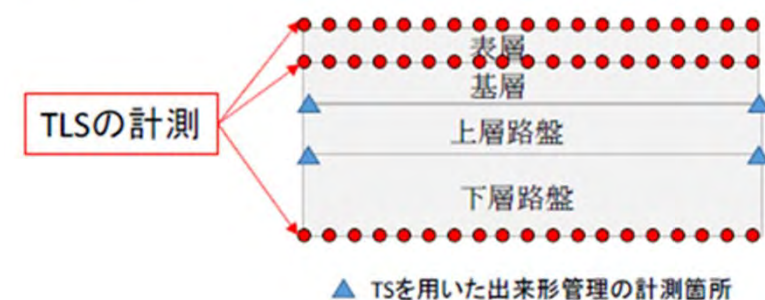 表層
基層
TLSの計測
上層路盤
下層路盤
TSを用いた出来形管理の計測箇所